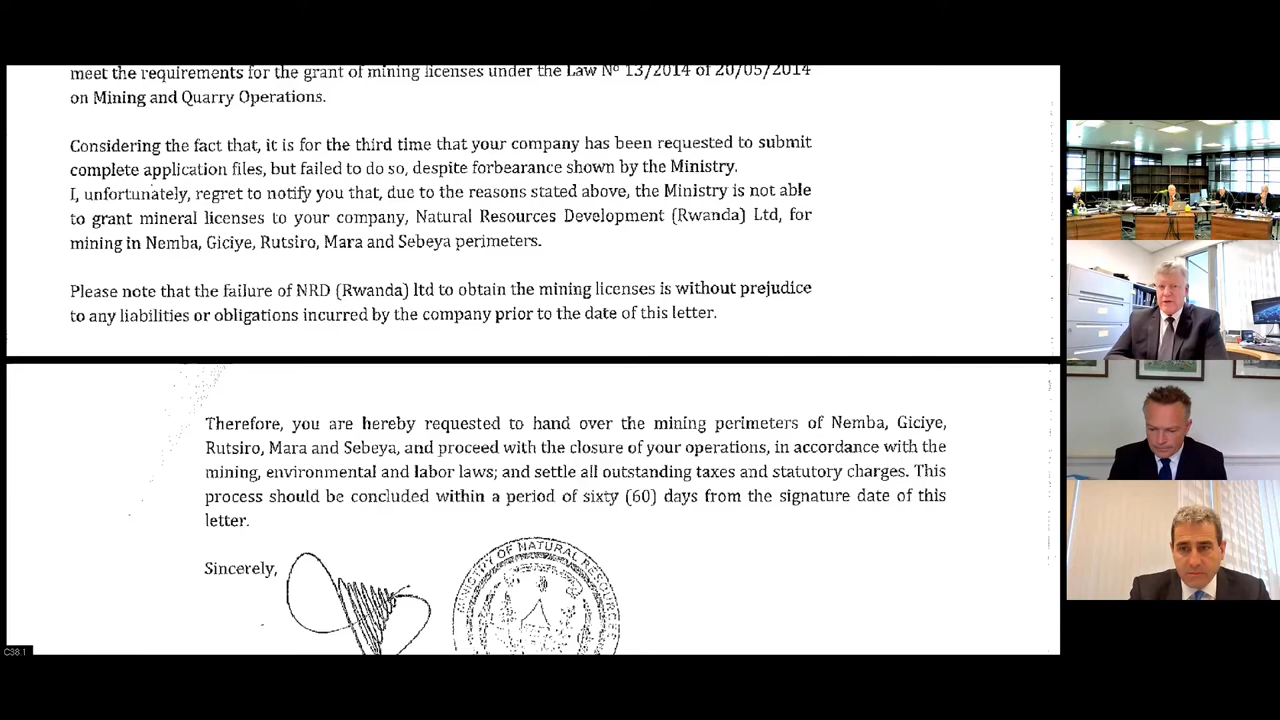 meet the requirements for the grant of mining licenses under the Law Nº 13/2014 of 20/05/2014
on Mining and Quarry Operations.
Considering the fact that, it is for the third time that your company has been requested to submit
complete application files, but failed to do so, despite forbearance shown by the Ministry.
I, unfortunately, regret to notify you that, due to the reasons stated above, the Ministry is not able
to grant mineral licenses to your company, Natural Resources Development (Rwanda) Ltd, for
mining in Nemba, Giciye, Rutsiro, Mara and Sebeya perimeters.
Please note that the failure of NRD (Rwanda) ltd to obtain the mining licenses is without prejudice
to any liabilities or obligations incurred by the company prior to the date of this letter.
Therefore, you are hereby requested to hand over the mining perimeters of Nemba, Giciye,
Rutsiro, Mara and Sebeya, and proceed with the closure of your operations, in accordance with the
mining, environmental and labor laws; and settle all outstanding taxes and statutory charges. This
process should be concluded within a period of sixty (60) days from the signature date of this
letter.
Sincerely,
MINISTRY OF NATURAL RESOURCES
C38.1